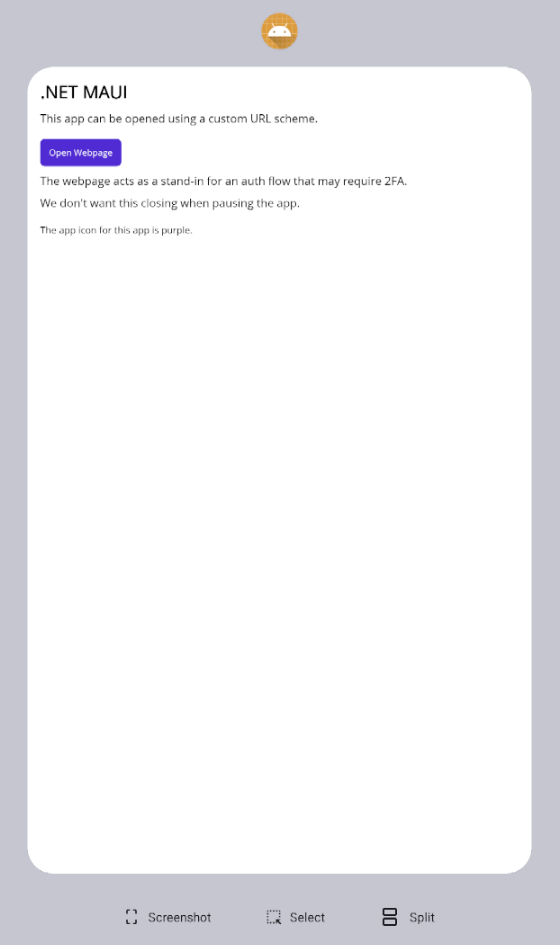 .NET MAUI
This app can be opened using a custom URL scheme.
Open Webpage
The webpage acts as a stand-in for an auth flow that may require 2FA.
We don't want this closing when pausing the app.
The app icon for this app is purple.
Screenshot
Select
Split